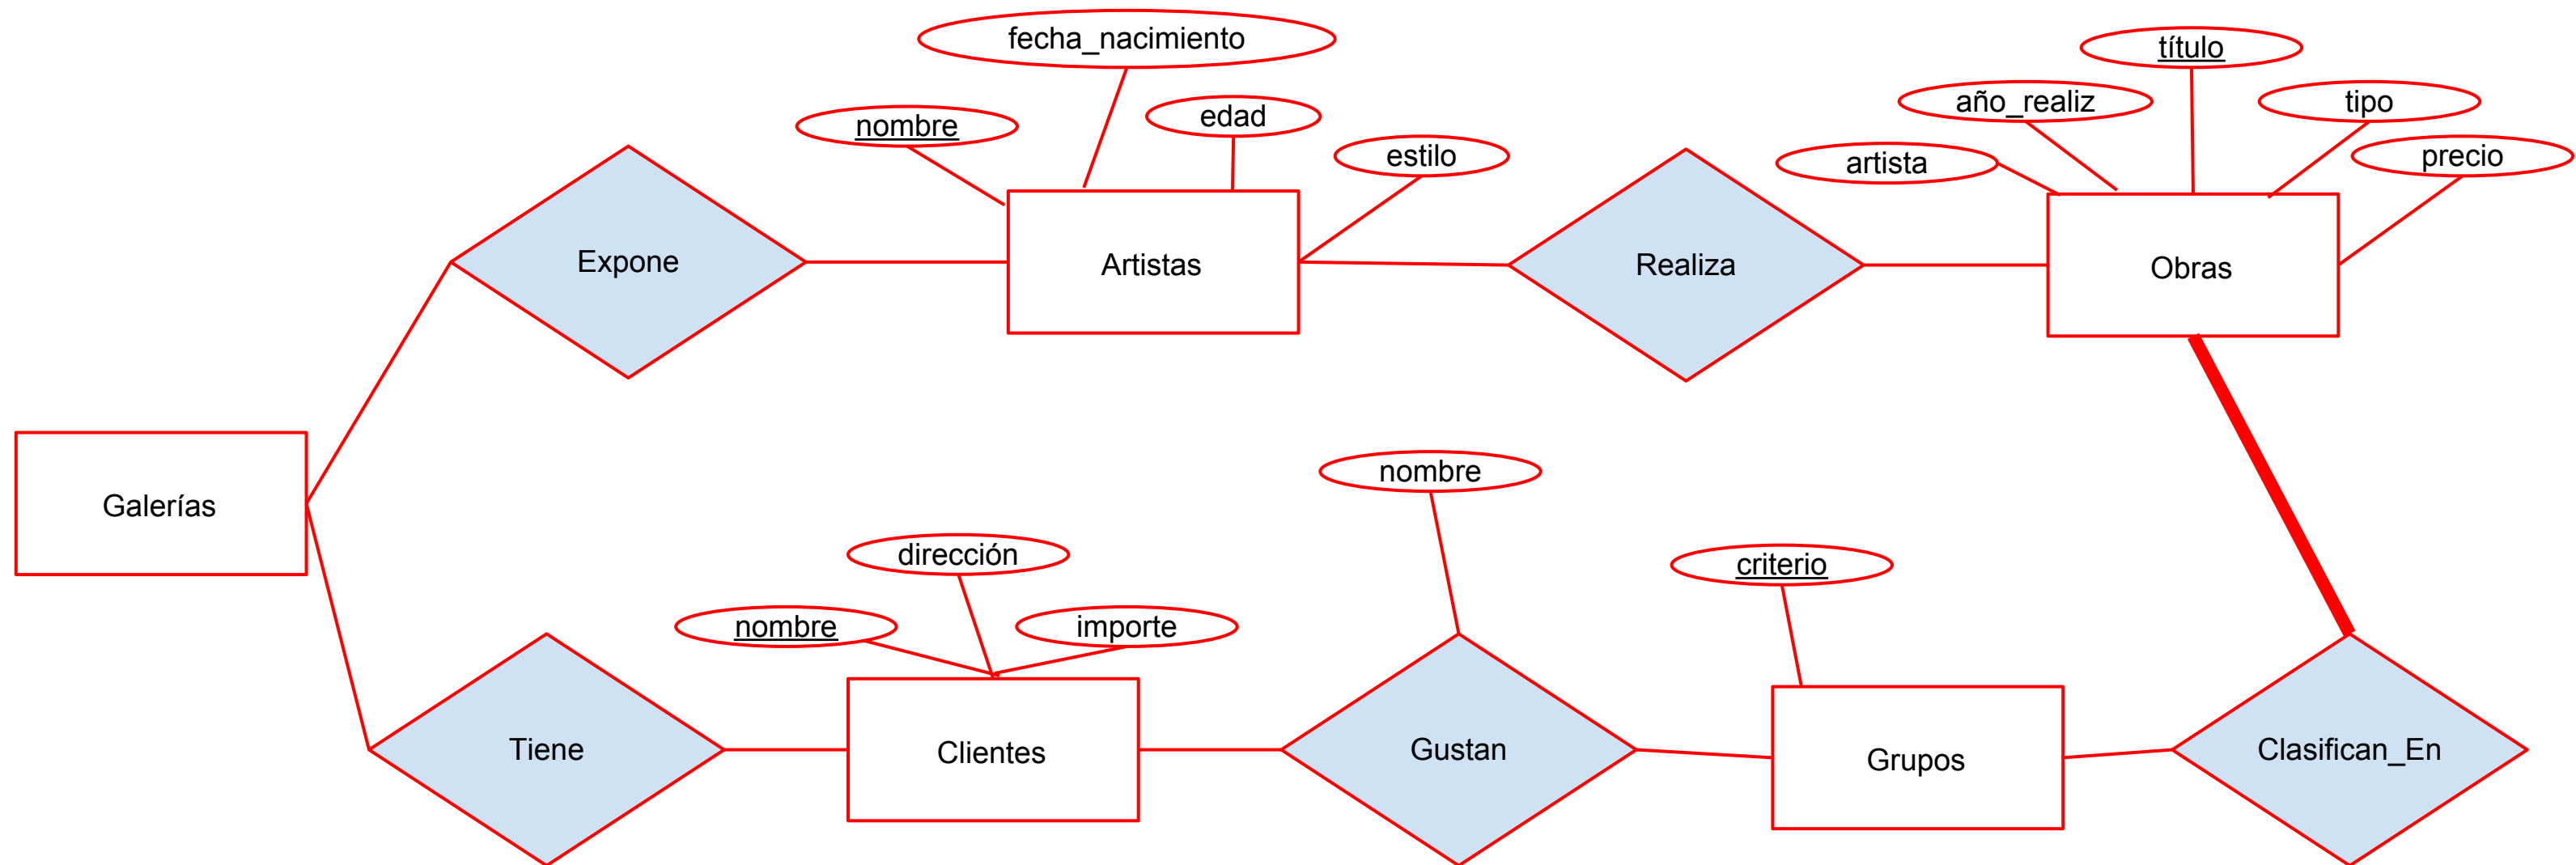 fecha_nacimiento
título
año_realiz
tipo
nombre
edad
estilo
artista
precio
Expone
Artistas
Realiza
Obras
Galerías
nombre
dirección
criterio
nombre
importe
Tiene
Clientes
Gustan
Grupos
Clasifican_En